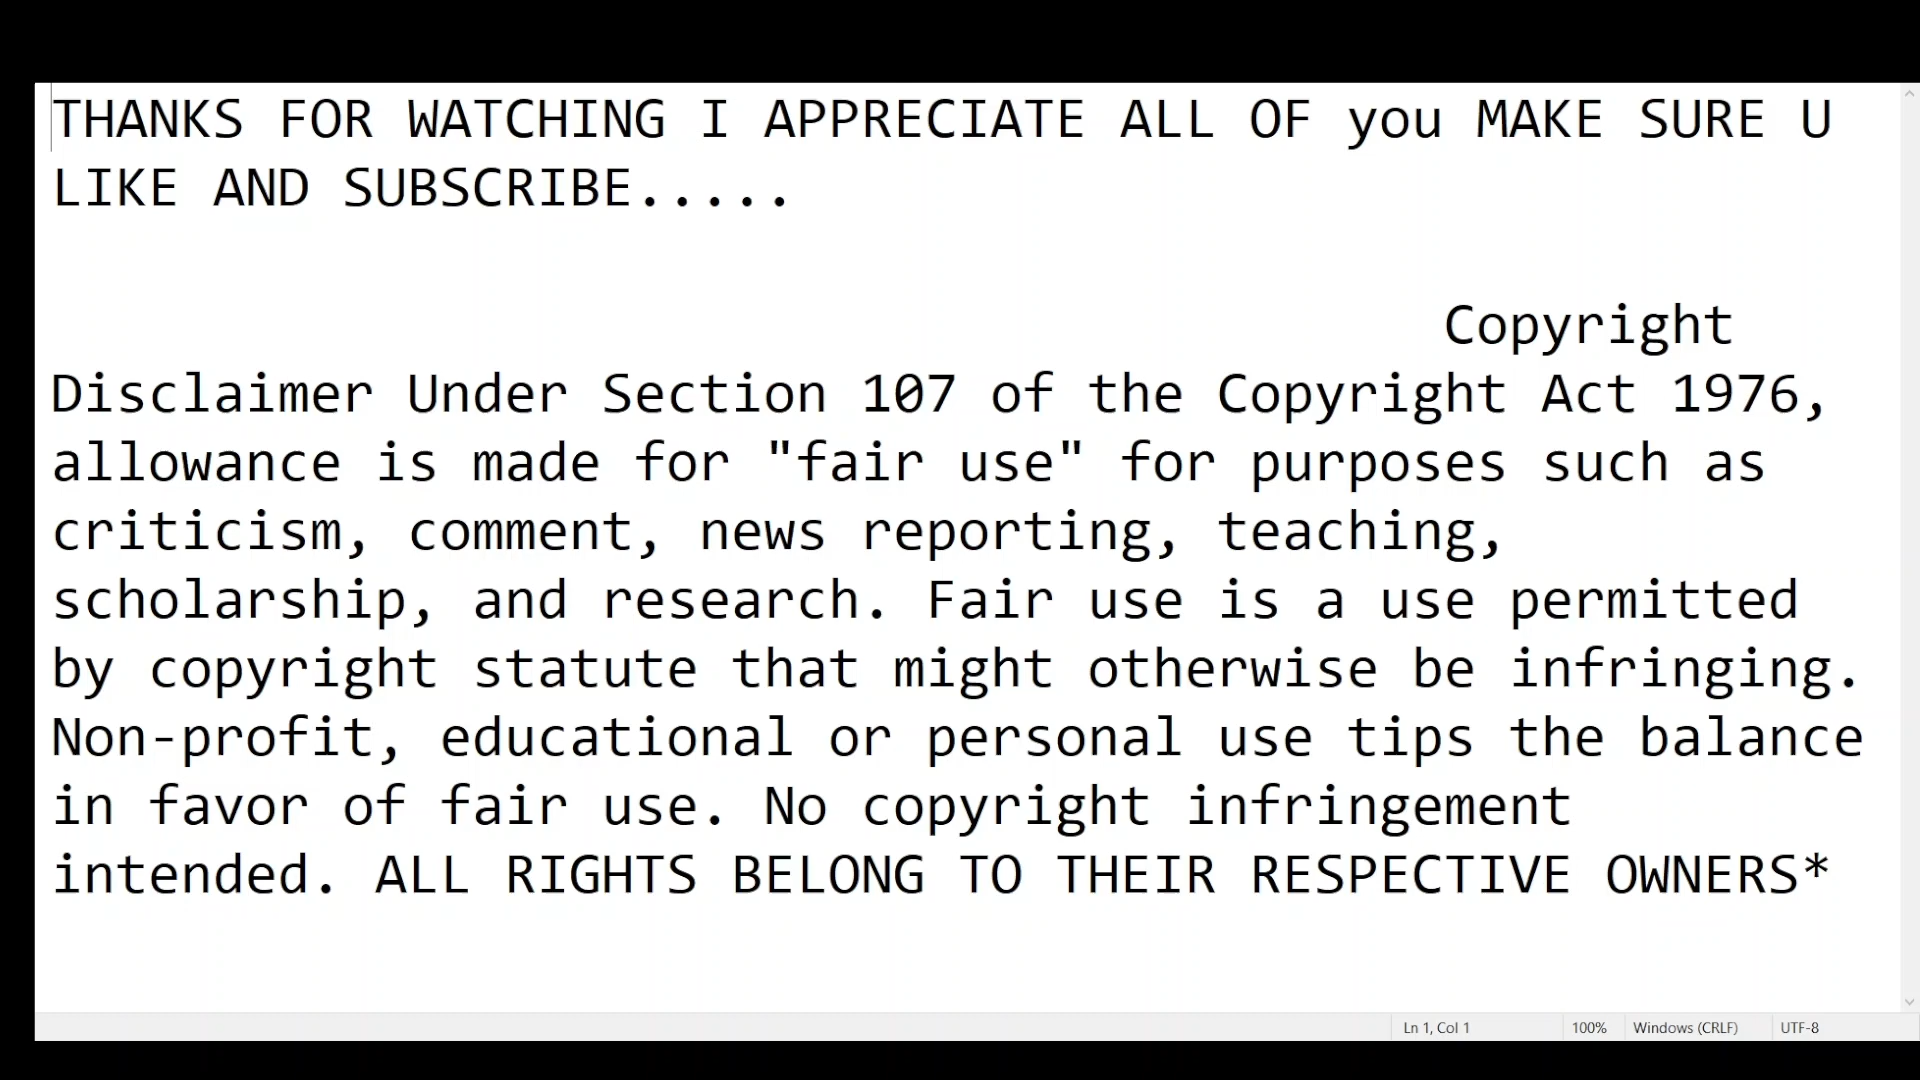 THANKS FOR WATCHING I APPRECIATE ALL OF you MAKE SURE U
LIKE AND SUBSCRIBE.....
Copyright
Disclaimer Under Section 107 of the Copyright Act 1976,
allowance is made for "fair use" for purposes such as
criticism, comment, news reporting, teaching,
scholarship, and research. Fair use is a use permitted
by copyright statute that might otherwise be infringing.
Non-profit, educational or personal use tips the balance
in favor of fair use. No copyright infringement
intended. ALL RIGHTS BELONG TO THEIR RESPECTIVE OWNERS*
Ln 1, Col 1 100% Windows (CRLF) UTF-8